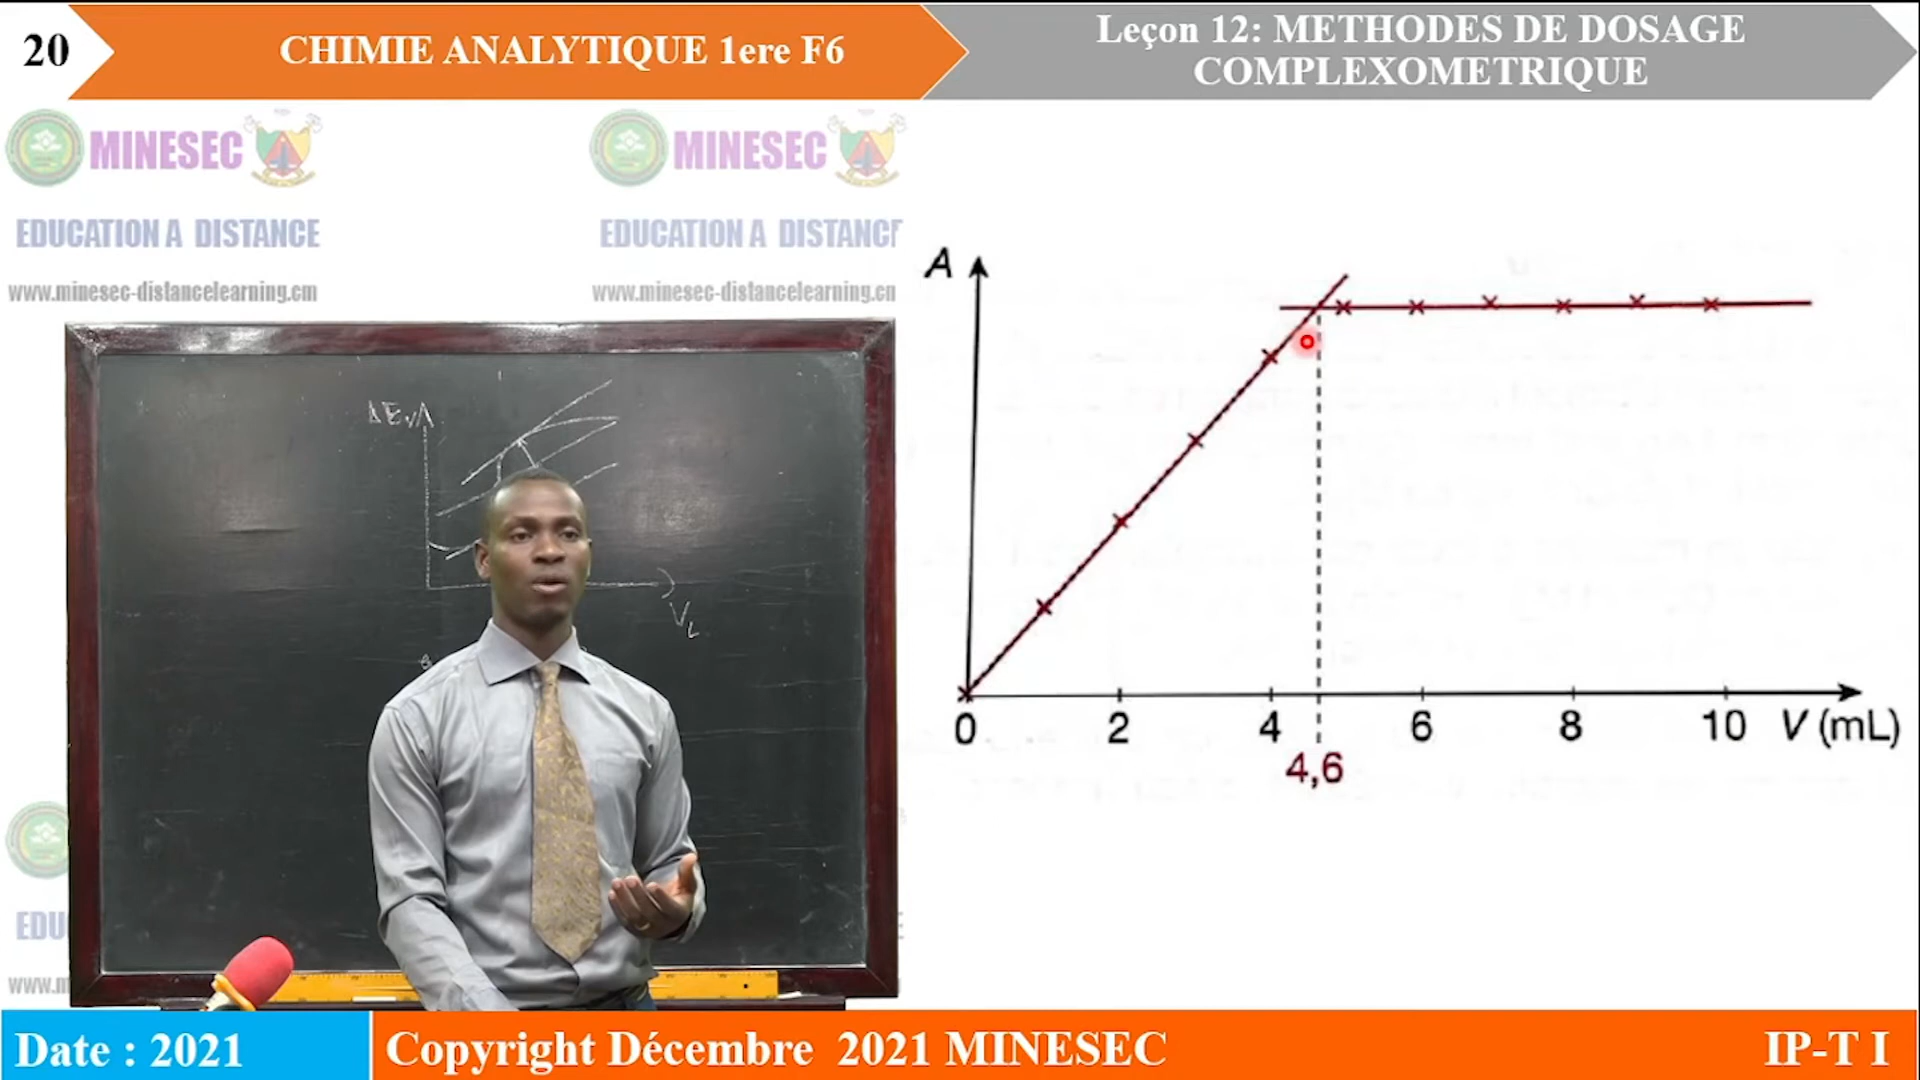 20
CHIMIE ANALYTIQUE 1ere F6
Leçon 12: METHODES DE DOSAGE
COMPLEXOMETRIQUE
MINESEC
MINESEC
EDUCATION A DISTANCE
EDUCATION A DISTANCE
www.minesec-distancelearning.cm
www.minesec-distancelearning.cm
V
A
0 2 4 6 8 10 V (mL)
4,6
EDU
www.m
Date : 2021
Copyright Décembre 2021 MINESEC
IP-T I